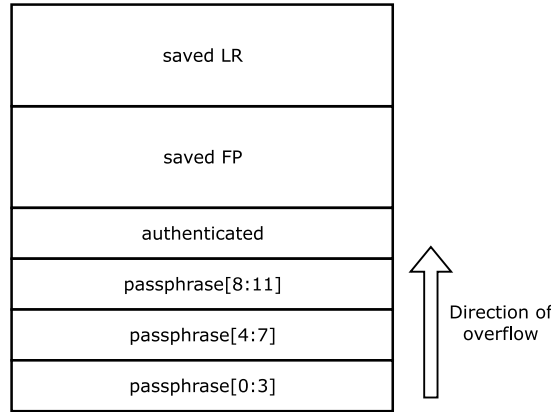 saved LR
saved FP
authenticated
passphrase[8:11]
passphrase[4:7]
passphrase[0:3]
Direction of
overflow